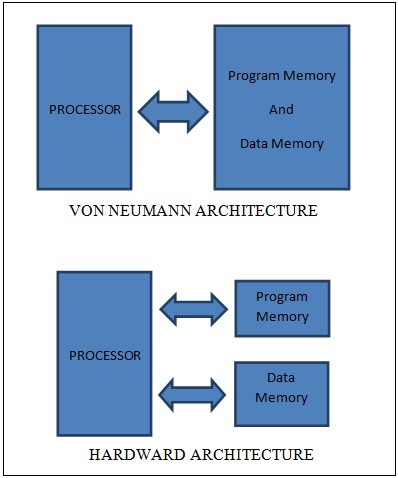 PROCESSOR
Program Memory
And
Data Memory
VON NEUMANN ARCHITECTURE
PROCESSOR
Program
Memory
Data
Memory
HARDWARD ARCHITECTURE